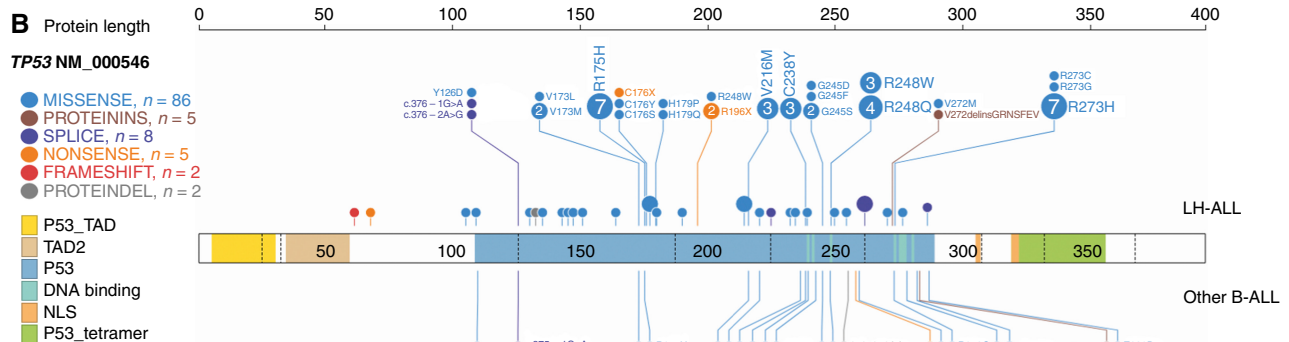 B Protein length
0 50 100 150 200 250 300 350 400
TP53 NM_000546
MISSENSE, n = 86
PROTEININS, n = 5
SPLICE, n = 8
NONSENSE, n = 5
FRAMESHIFT, n = 2
PROTEINDEL, n = 2
P53_TAD
TAD2
P53
DNA binding
NLS
P53_tetramer
Y126D
c.376 – 1G>A
c.376 – 2A>G
V173L
2 V173M
R175H
7
C176X
C176Y
C176S
H179P
H179Q
R248W
2 R196X
V216M
3
C238Y
3
G245D
G245F
2 G245S
3 R248W
4 R248Q
V272M
V272delinsGRNSFEV
R273C
R273G
7 R273H
LH-ALL
50 100 150 200 250 300 350
Other B-ALL